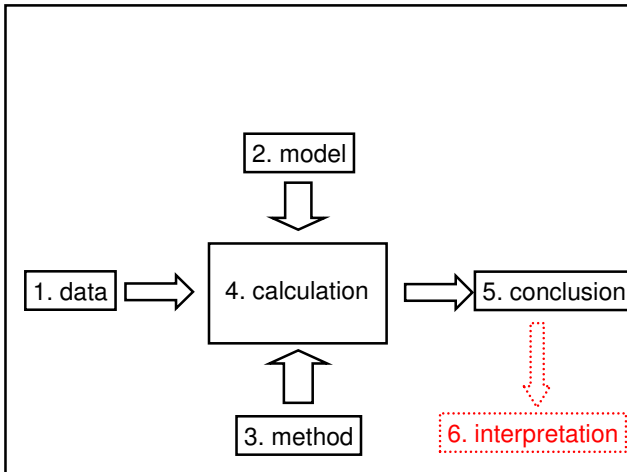 2. model
1. data
4. calculation
5. conclusion
3. method
6. interpretation